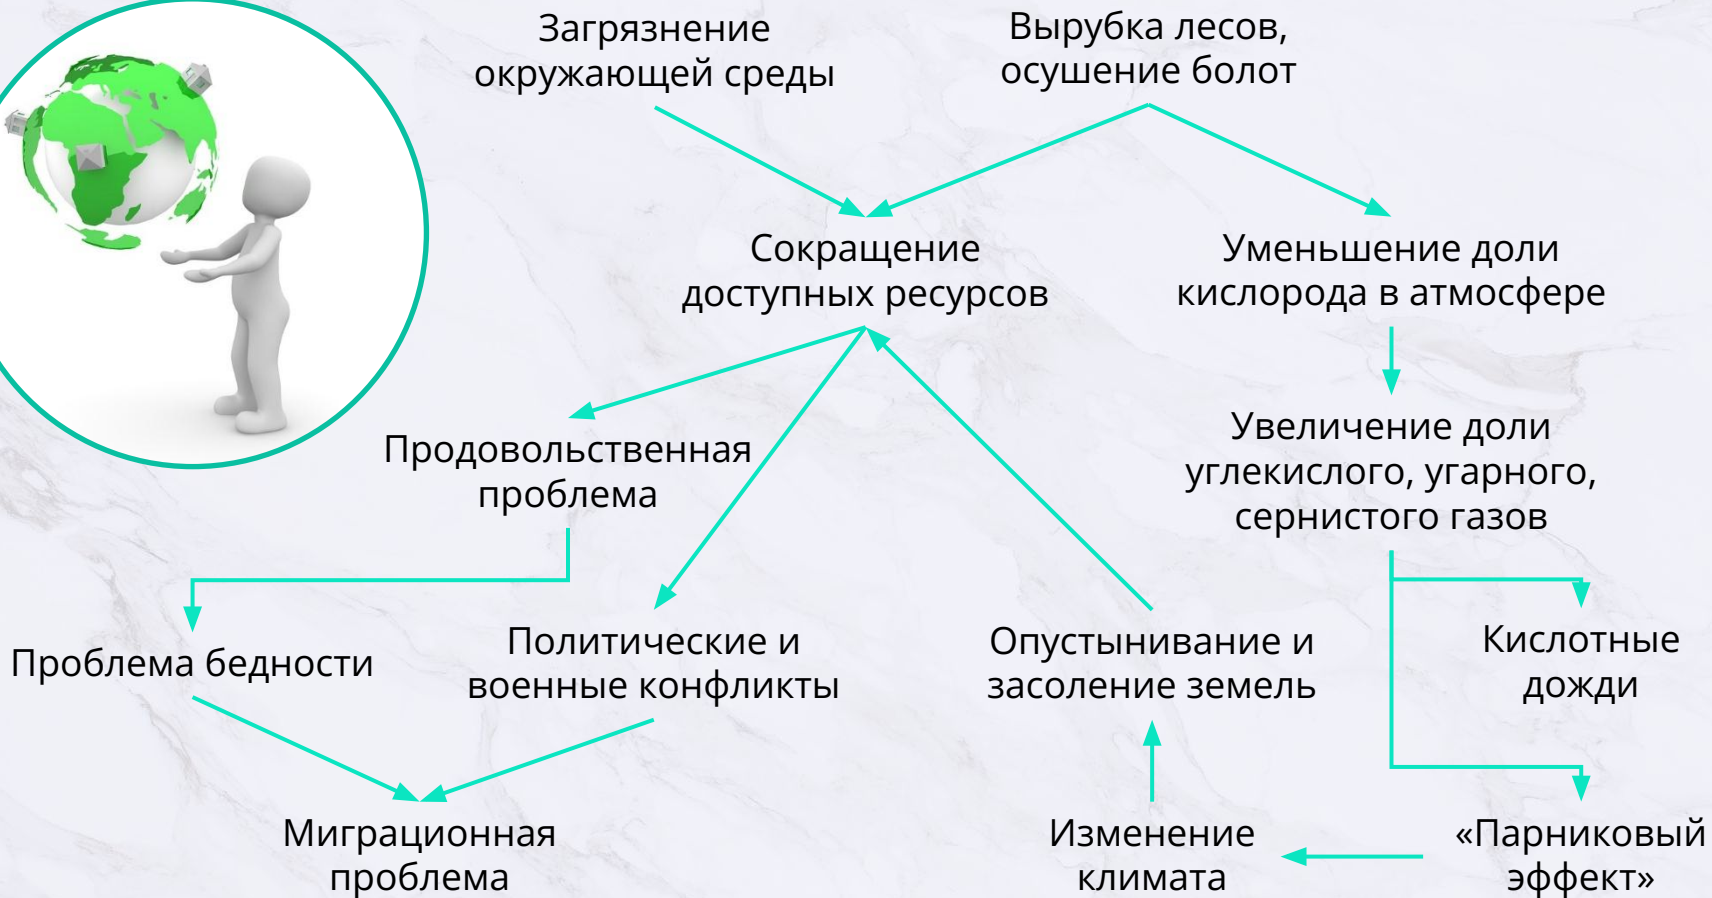 Загрязнение
окружающей среды
Вырубка лесов,
осушение болот
Сокращение
доступных ресурсов
Уменьшение доли
кислорода в атмосфере
Продовольственная
проблема
Увеличение доли
углекислого, угарного,
сернистого газов
Проблема бедности
Политические и
военные конфликты
Опустынивание и
засоление земель
Кислотные
дожди
Миграционная
проблема
Изменение
климата
«Парниковый
эффект»